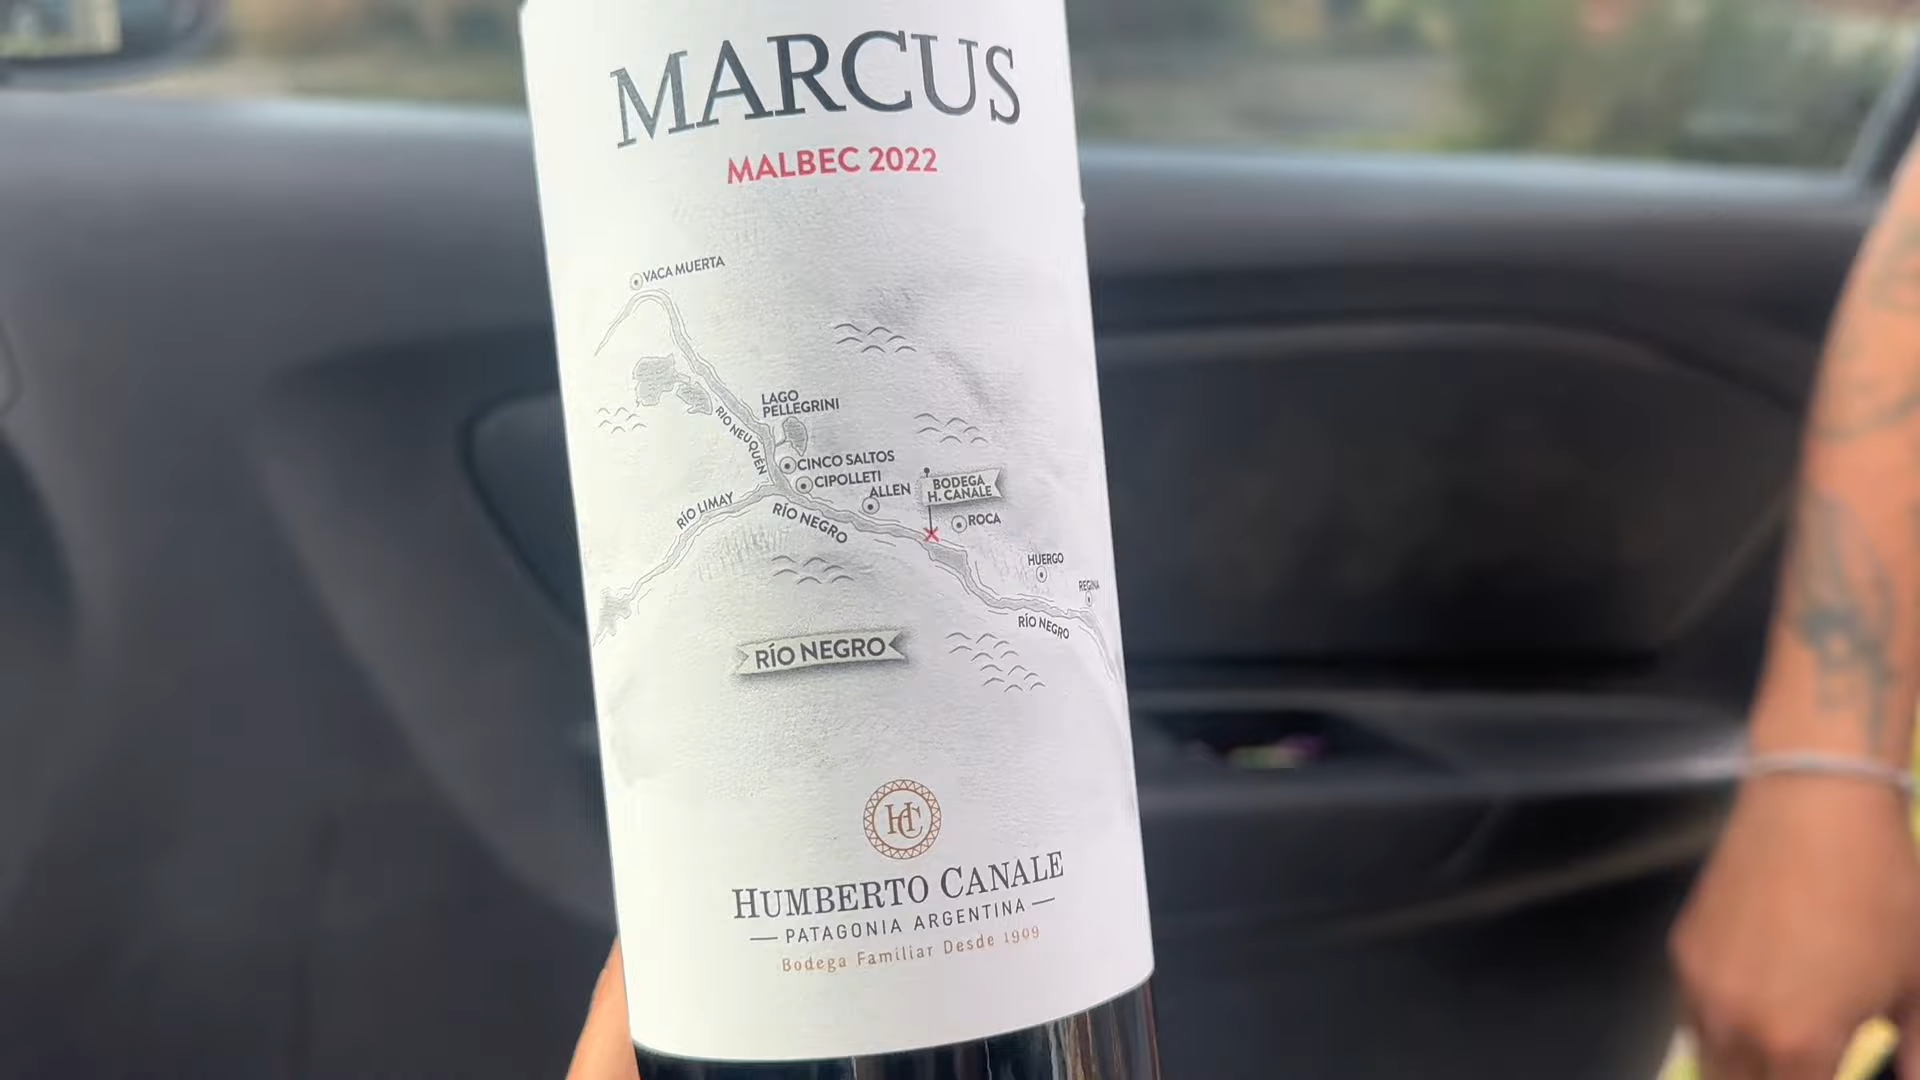 MARCUS
MALBEC 2022
VACA MUERTA
LAGO
PELLEGRINI
RÍO NEUQUÉN
CINCO SALTOS
CIPOLLETI
ALLEN
BODEGA
H. CANALE
RÍO LIMAY
RÍO NEGRO
ROCA
HUERGO
REGINA
RÍO NEGRO
RÍO NEGRO
HC
HUMBERTO CANALE
PATAGONIA ARGENTINA
Bodega Familiar Desde 1909